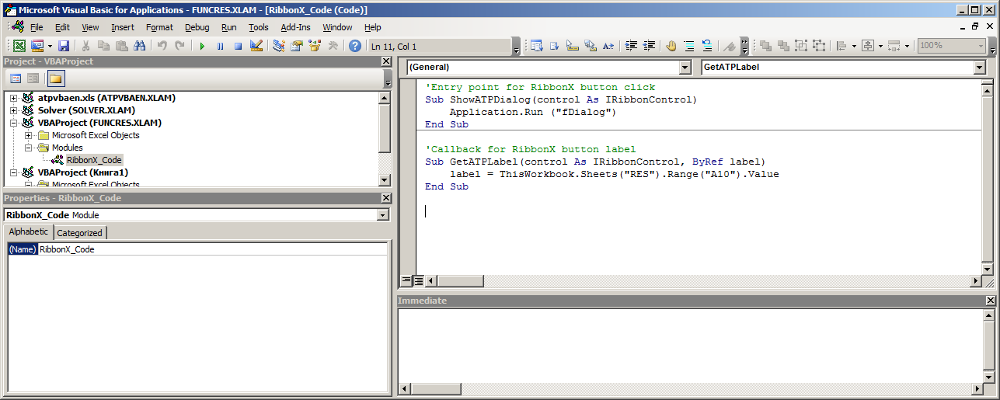 Microsoft Visual Basic for Applications - FUNCRES.XLAM - [RibbonX_Code (Code)]
File Edit View Insert Format Debug Run Tools Add-Ins Window Help
Ln 11, Col 1
100%
Project - VBAProject
atpvbaen.xls (ATPVBAEN.XLAM)
Solver (SOLVER.XLAM)
VBAProject (FUNCRES.XLAM)
Microsoft Excel Objects
Modules
RibbonX_Code
VBAProject (Книга1)
Microsoft Excel Objects
Properties - RibbonX_Code
RibbonX_Code Module
Alphabetic Categorized
(Name) RibbonX_Code
(General) GetATPLabel
'Entry point for RibbonX button click
Sub ShowATPDialog(control As IRibbonControl)
    Application.Run ("fDialog")
End Sub
'Callback for RibbonX button label
Sub GetATPLabel(control As IRibbonControl, ByRef label)
    label = ThisWorkbook.Sheets("RES").Range("A10").Value
End Sub
Immediate